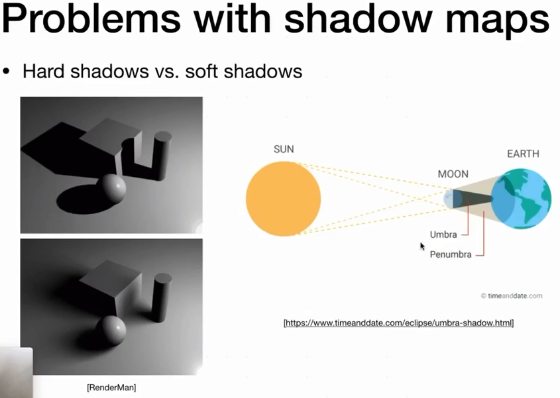 Problems with shadow maps
• Hard shadows vs. soft shadows
SUN
MOON
EARTH
Umbra
Penumbra
© timeanddate.com
[https://www.timeanddate.com/eclipse/umbra-shadow.html]
[RenderMan]